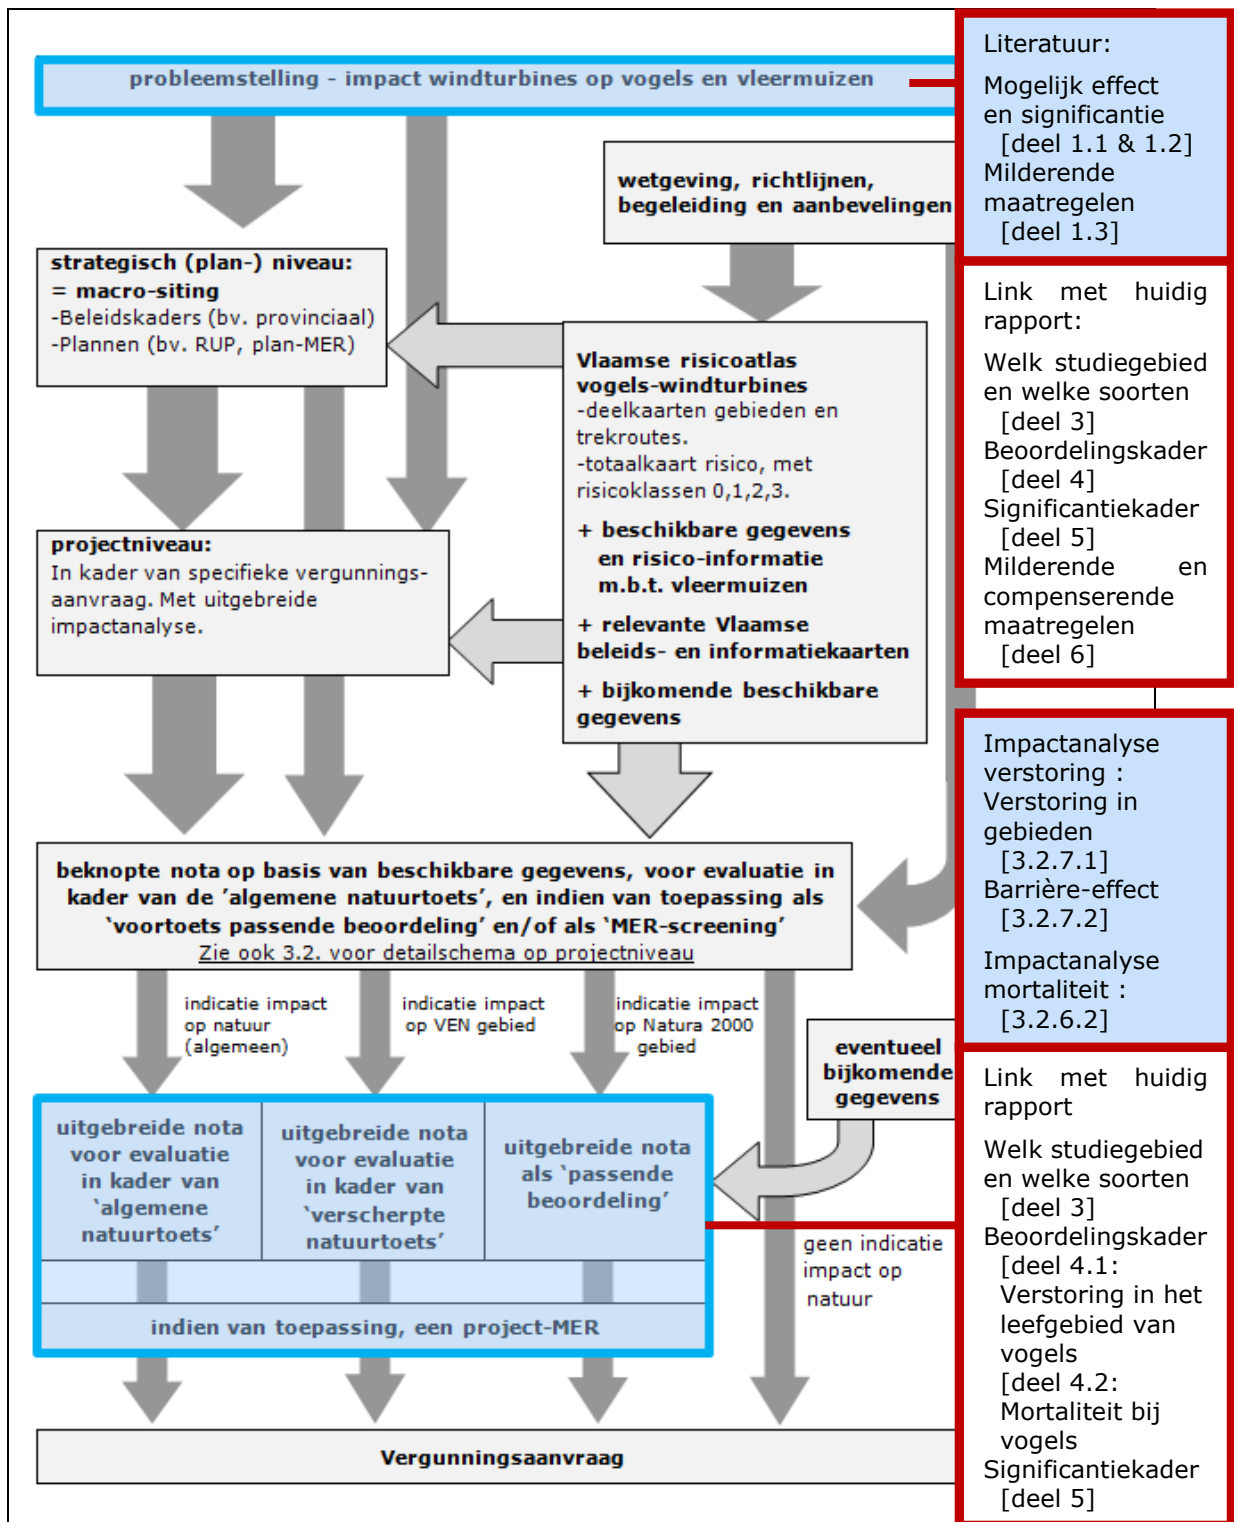 probleemstelling - impact windturbines op vogels en vleermuizen
wetgeving, richtlijnen,
begeleiding en aanbevelingen
strategisch (plan-) niveau:
= macro-siting
-Beleidskaders (bv. provinciaal)
-Plannen (bv. RUP, plan-MER)
Vlaamse risicoatlas
vogels-windturbines
-deelkaarten gebieden en
trekroutes.
-totaalkaart risico, met
risicoklassen 0,1,2,3.
+ beschikbare gegevens
en risico-informatie
m.b.t. vleermuizen
+ relevante Vlaamse
beleids- en informatiekaarten
+ bijkomende beschikbare
gegevens
projectniveau:
In kader van specifieke vergunnings-
aanvraag. Met uitgebreide
impactanalyse.
beknopte nota op basis van beschikbare gegevens, voor evaluatie in
kader van de 'algemene natuurtoets', en indien van toepassing als
'voortoets passende beoordeling' en/of als 'MER-screening'
Zie ook 3.2. voor detailschema op projectniveau
indicatie impact
op natuur
(algemeen)
indicatie impact
op VEN gebied
indicatie impact
op Natura 2000
gebied
eventueel
bijkomende
gegevens
uitgebreide nota
voor evaluatie
in kader van
'algemene
natuurtoets'
uitgebreide nota
voor evaluatie
in kader van
'verscherpte
natuurtoets'
uitgebreide nota
als 'passende
beoordeling'
geen indicatie
impact op
natuur
indien van toepassing, een project-MER
Vergunningsaanvraag
Literatuur:
Mogelijk effect
en significantie
[deel 1.1 & 1.2]
Milderende
maatregelen
[deel 1.3]
Link met huidig
rapport:
Welk studiegebied
en welke soorten
[deel 3]
Beoordelingskader
[deel 4]
Significantiekader
[deel 5]
Milderende en
compenserende
maatregelen
[deel 6]
Impactanalyse
verstoring :
Verstoring in
gebieden
[3.2.7.1]
Barrière-effect
[3.2.7.2]
Impactanalyse
mortaliteit :
[3.2.6.2]
Link met huidig
rapport
Welk studiegebied
en welke soorten
[deel 3]
Beoordelingskader
[deel 4.1:
Verstoring in het
leefgebied van
vogels
[deel 4.2:
Mortaliteit bij
vogels
Significantiekader
[deel 5]